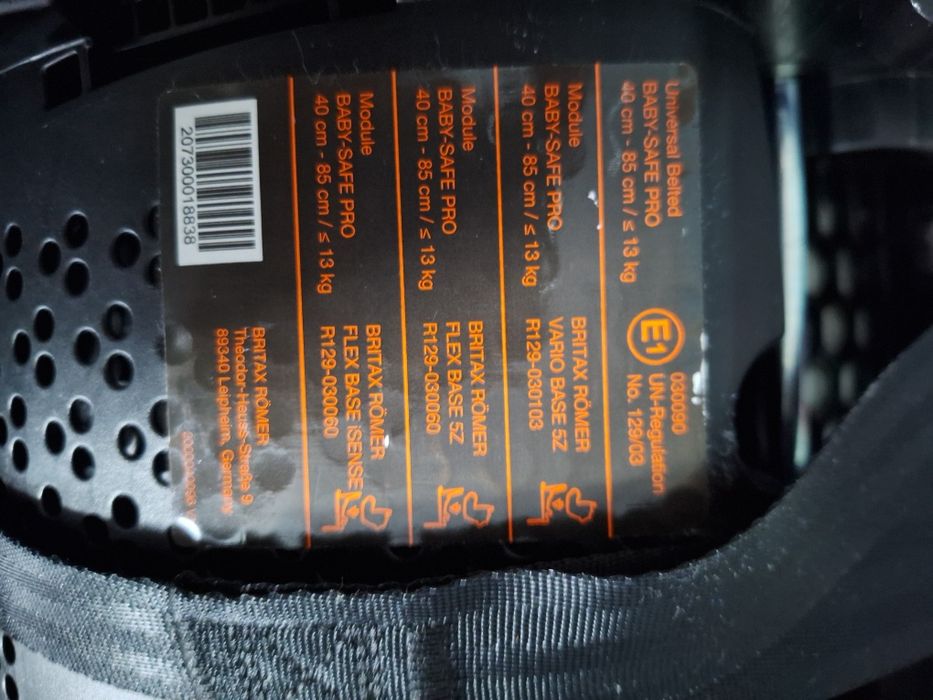 Universal Belted
BABY-SAFE PRO
40 cm - 85 cm / ≤ 13 kg
E1
030090
UN-Regulation
No. 129/03
Module
BABY-SAFE PRO
40 cm - 85 cm / ≤ 13 kg
BRITAX RÖMER
VARIO BASE 5Z
R129-030103
Module
BABY-SAFE PRO
40 cm - 85 cm / ≤ 13 kg
BRITAX RÖMER
FLEX BASE 5Z
R129-030060
Module
BABY-SAFE PRO
40 cm - 85 cm / ≤ 13 kg
BRITAX RÖMER
FLEX BASE iSENSE
R129-030060
2073000018838
BRITAX RÖMER
Theodor-Heuss-Straße 9
89340 Leipheim, Germany